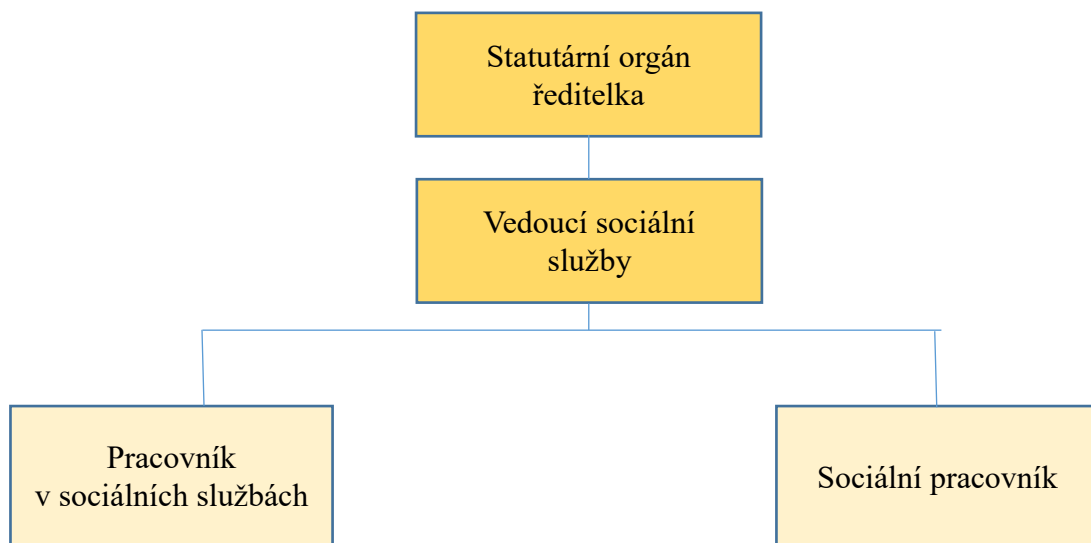 Statutární orgán
ředitelka
Vedoucí sociální
služby
Pracovník
v sociálních službách
Sociální pracovník